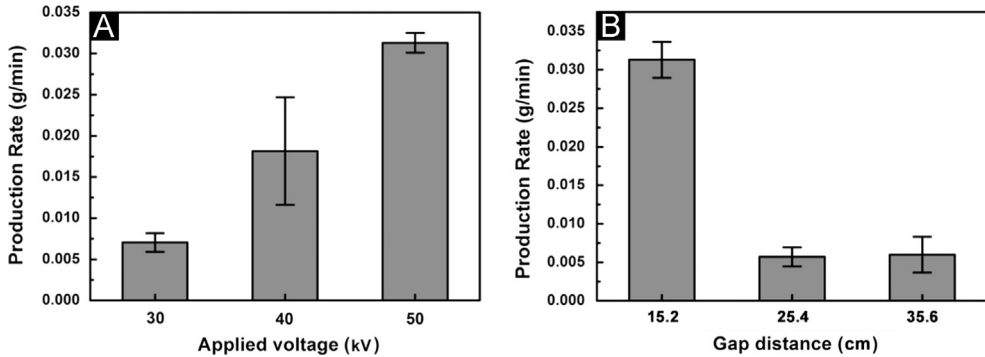 A
Production Rate (g/min)
0.035
0.030
0.025
0.020
0.015
0.010
0.005
0.000
30 40 50
Applied voltage (kV)
B
Production Rate (g/min)
0.035
0.030
0.025
0.020
0.015
0.010
0.005
0.000
15.2 25.4 35.6
Gap distance (cm)